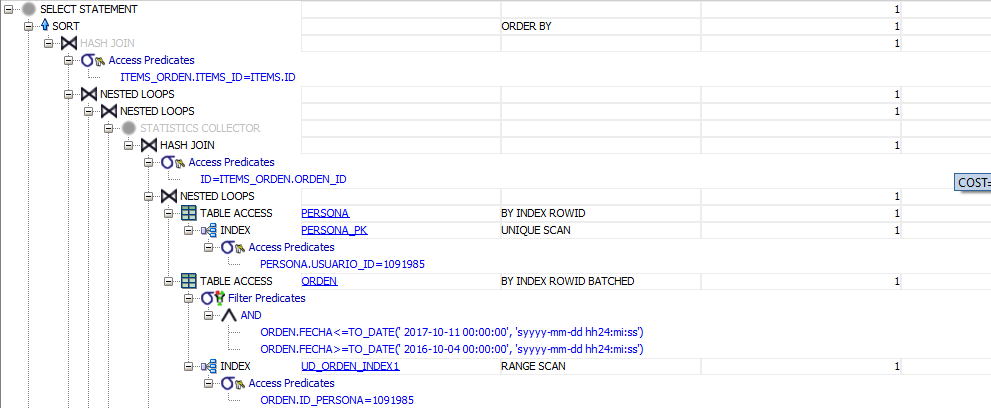 SELECT STATEMENT 1
SORT ORDER BY 1
HASH JOIN 1
Access Predicates
ITEMS_ORDEN.ITEMS_ID=ITEMS.ID
NESTED LOOPS 1
NESTED LOOPS 1
STATISTICS COLLECTOR
HASH JOIN 1
Access Predicates
ID=ITEMS_ORDEN.ORDEN_ID
COST=
NESTED LOOPS 1
TABLE ACCESS PERSONA BY INDEX ROWID 1
INDEX PERSONA_PK UNIQUE SCAN 1
Access Predicates
PERSONA.USUARIO_ID=1091985
TABLE ACCESS ORDEN BY INDEX ROWID BATCHED 1
Filter Predicates
AND
ORDEN.FECHA<=TO_DATE(' 2017-10-11 00:00:00', 'syyyy-mm-dd hh24:mi:ss')
ORDEN.FECHA>=TO_DATE(' 2016-10-04 00:00:00', 'syyyy-mm-dd hh24:mi:ss')
INDEX UD_ORDEN_INDEX1 RANGE SCAN 1
Access Predicates
ORDEN.ID_PERSONA=1091985